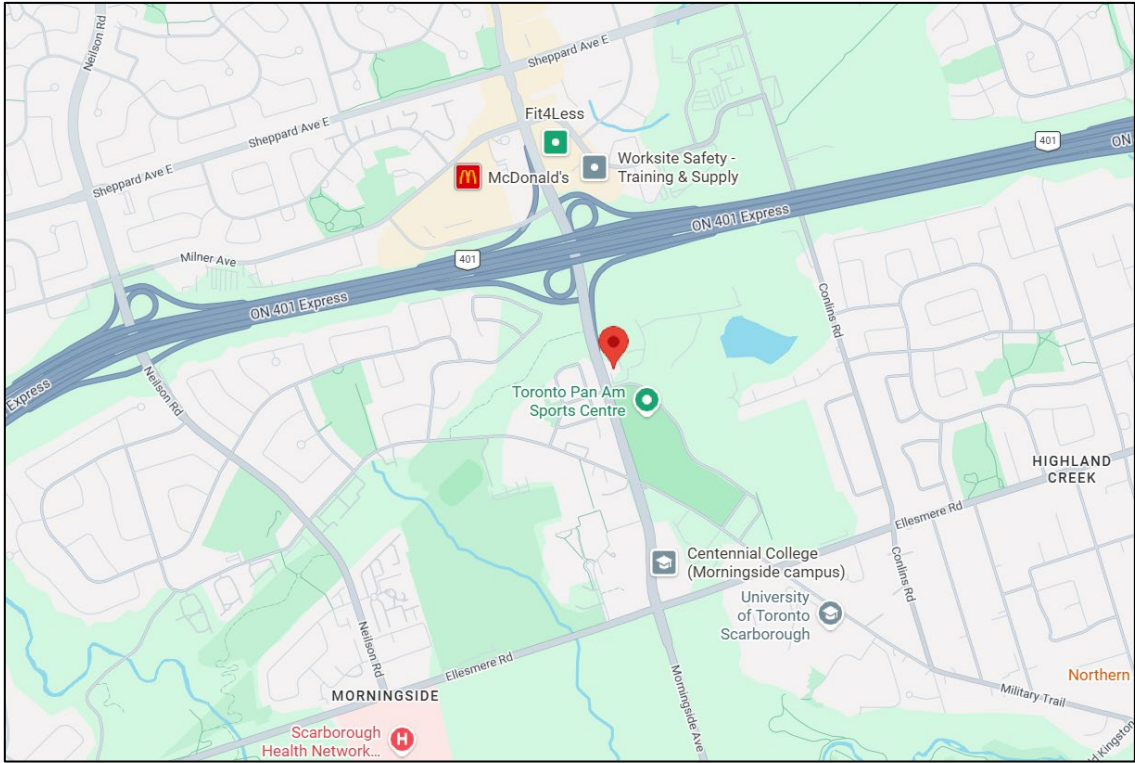 Neilson Rd
Sheppard Ave E
Fit4Less
401
ON
Sheppard Ave E
McDonald's
Worksite Safety -
Training & Supply
Sheppard Ave E
ON 401 Express
Milner Ave
401
ON 401 Express
Conlins Rd
Express
Neilson Rd
Toronto Pan Am
Sports Centre
HIGHLAND
CREEK
Ellesmere Rd
Centennial College
(Morningside campus)
Conlins Rd
University
of Toronto
Scarborough
Neilson Rd
Ellesmere Rd
Morningside Ave
Northern
MORNINGSIDE
Military Trail
Scarborough
Health Network...
H
ld Kingston